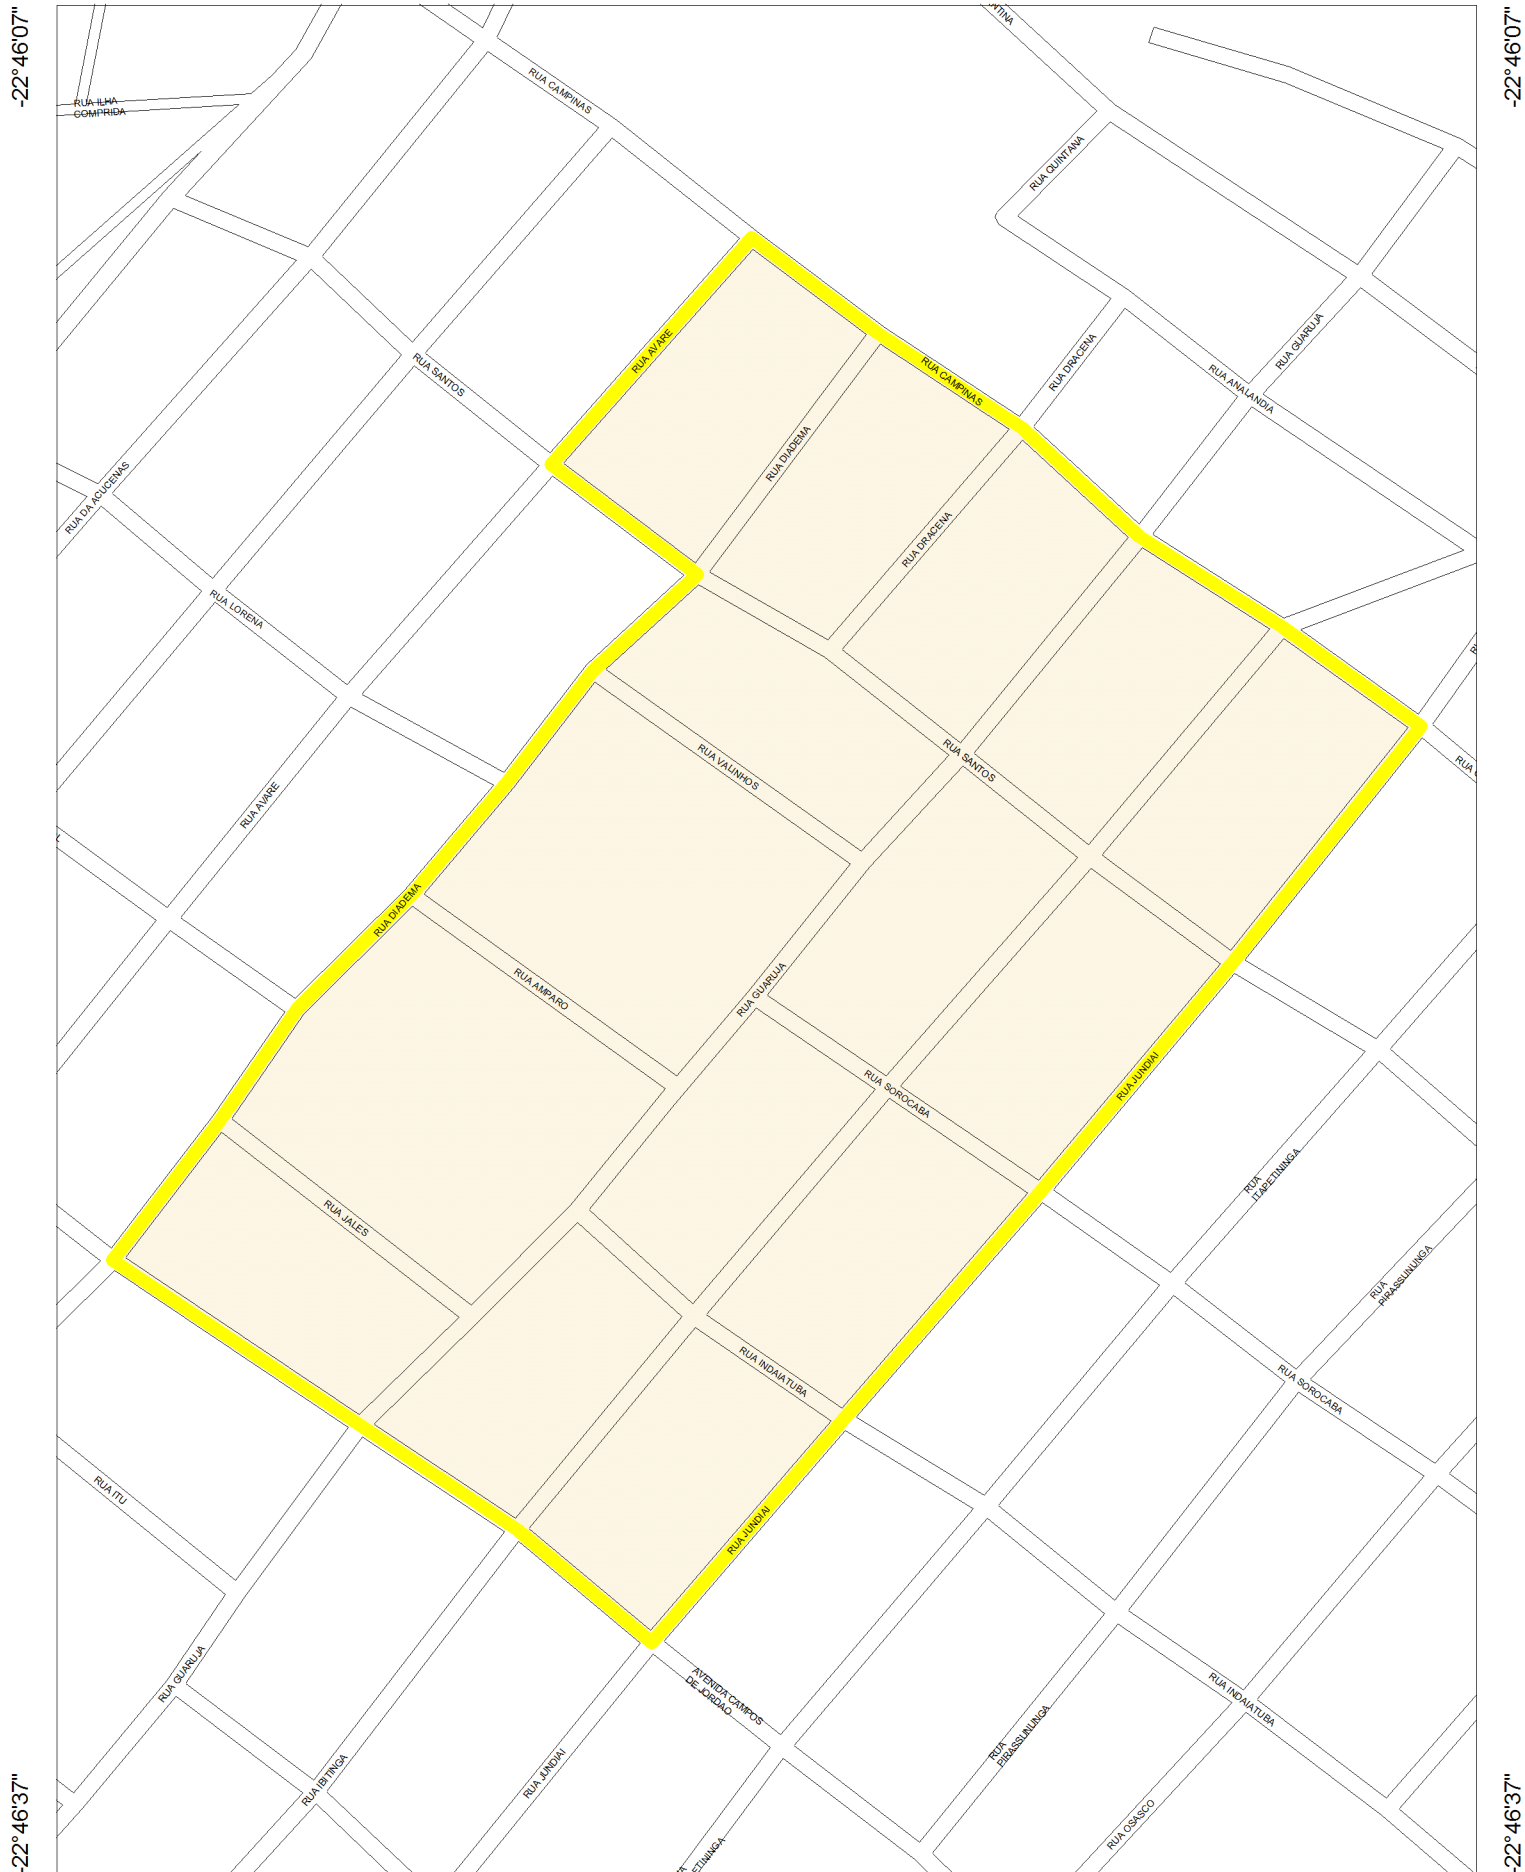 -22°46'07"
-22°46'07"
RUA ILHA
COMPRIDA
RUA CAMPINAS
RUA QUINTANA
RUA AVARE
RUA SANTOS
RUA CAMPINAS
RUA DRACENA
RUA GUARUJA
RUA ANALANDIA
RUA DIADEMA
RUA DA ACUCENAS
RUA DRACENA
RUA LORENA
RUA VALINHOS
RUA SANTOS
RUA
RUA AVARE
RUA DIADEMA
RUA AMPARO
RUA GUARUJA
RUA SOROCABA
RUA JUNDIAI
RUA
ITAPETININGA
RUA JALES
RUA
PIRASSUNUNGA
RUA INDAIATUBA
RUA SOROCABA
RUA ITU
RUA JUNDIAI
RUA GUARUJA
AVENIDA CAMPOS
DE JORDAO
RUA
PIRASSUNUNGA
RUA INDAIATUBA
RUA IBITINGA
RUA JUNDIAI
RUA OSASCO
-22°46'37"
-22°46'37"